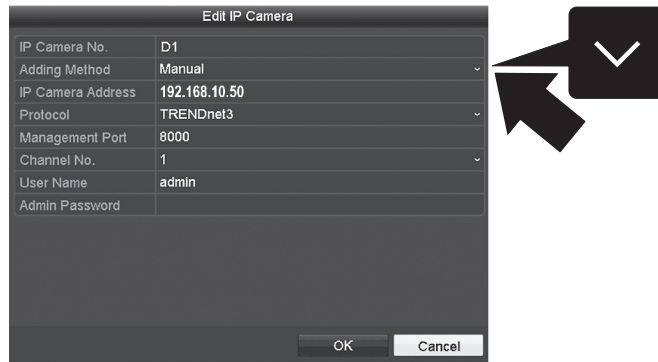 Edit IP Camera
IP Camera No. D1
Adding Method Manual
IP Camera Address 192.168.10.50
Protocol TRENDnet3
Management Port 8000
Channel No. 1
User Name admin
Admin Password
OK Cancel